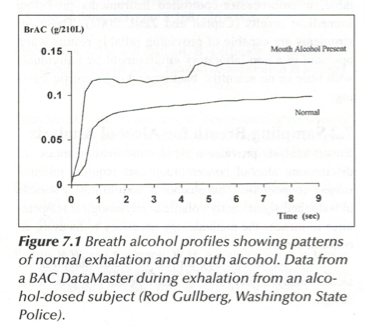 BrAC (g/210L)
0.15
Mouth Alcohol Present
0.1
Normal
0.05
0
0 1 2 3 4 5 6 7 8 9
Time (sec)
Figure 7.1 Breath alcohol profiles showing patterns
of normal exhalation and mouth alcohol. Data from
a BAC DataMaster during exhalation from an alco-
hol-dosed subject (Rod Gullberg, Washington State
Police).